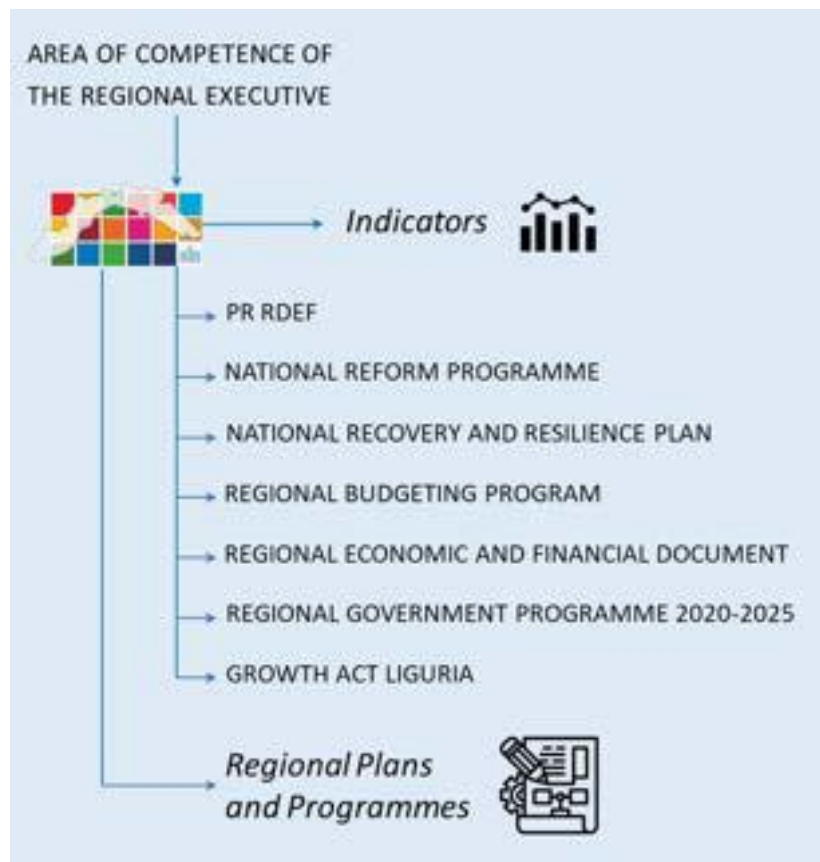 AREA OF COMPETENCE OF
THE REGIONAL EXECUTIVE
Indicators
PR RDEF
NATIONAL REFORM PROGRAMME
NATIONAL RECOVERY AND RESILIENCE PLAN
REGIONAL BUDGETING PROGRAM
REGIONAL ECONOMIC AND FINANCIAL DOCUMENT
REGIONAL GOVERNMENT PROGRAMME 2020-2025
GROWTH ACT LIGURIA
Regional Plans
and Programmes